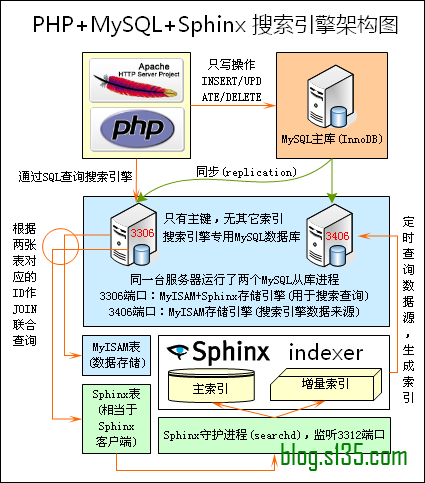 PHP+MySQL+Sphinx 搜索引擎架构图
Apache
HTTP Server Project
php
只写操作
INSERT/UPD
ATE/DELETE
MySQL主库(InnoDB)
通过SQL查询搜索引擎
同步(replication)
3306
只有主键，无其它索引
搜索引擎专用MySQL数据库
3406
同一台服务器运行了两个MySQL从库进程
3306端口：MyISAM+Sphinx存储引擎(用于搜索查询)
3406端口：MyISAM存储引擎(搜索引擎数据来源)
根据
两张
表对
应的
ID作
JOIN
联合
查询
定时查询数据源，生成索引
MyISAM表
(数据存储)
Sphinx indexer
主索引
增量索引
Sphinx表
(相当于
Sphinx
客户端)
Sphinx守护进程(searchd)，监听3312端口
blog.s135.com